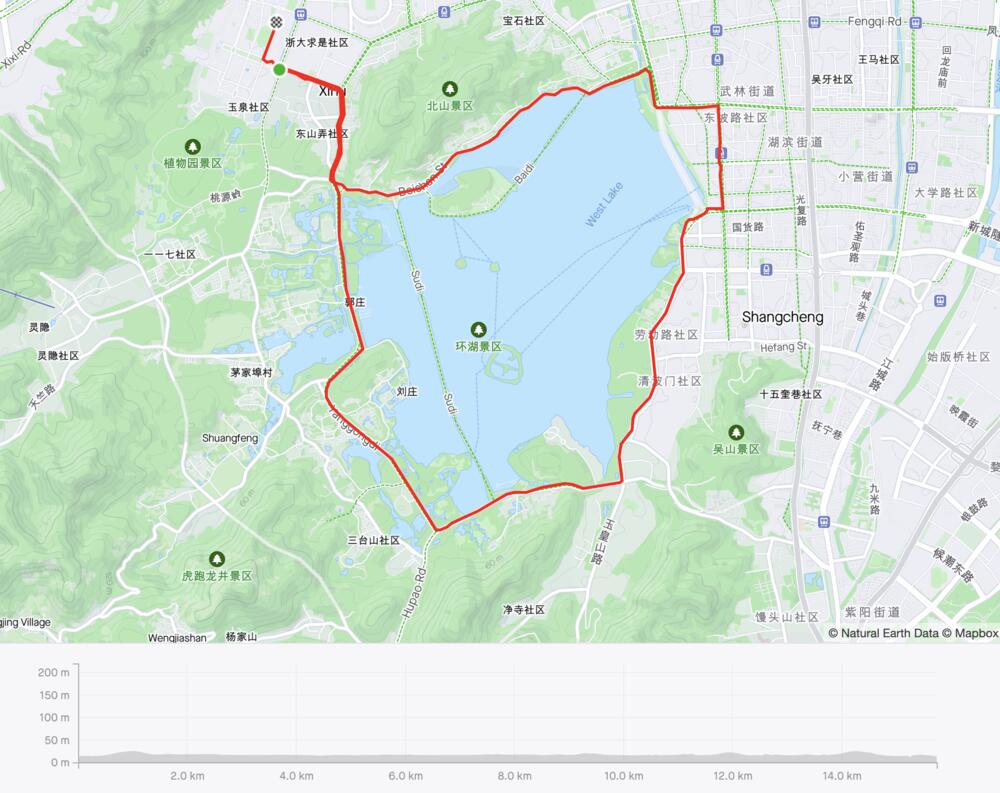 宝石社区
Fengqi Rd
浙大求是社区
王马社区
回龙庙前
Xixi-Rd
吴牙社区
玉泉社区
北山景区
武林街道
东坡路社区
东山弄社区
湖滨街道
植物园景区
Baidi
小营街道
大学路社区
桃源岭
Beishan St
West Lake
光复路
国货路
佑圣观路
新城隧
一一七社区
Sudi
郭庄
城头巷
灵隐
环湖景区
Shangcheng
劳动路社区
Hefang St
始版桥社区
灵隐社区
茅家埠村
江城路
清波门社区
天竺路
刘庄
Sudi
十五奎巷社区
映霞街
Yanggongdi
抚宁巷
Shuangfeng
吴山景区
九米路
银鼓路
三台山社区
玉皇山路
候潮东路
虎跑龙井景区
60 m
Hupao Rd
净寺社区
馒头山社区
紫阳街道
jing Village
Wengjiashan
杨家山
© Natural Earth Data © Mapbox
200 m
150 m
100 m
50 m
0 m
2.0 km
4.0 km
6.0 km
8.0 km
10.0 km
12.0 km
14.0 km